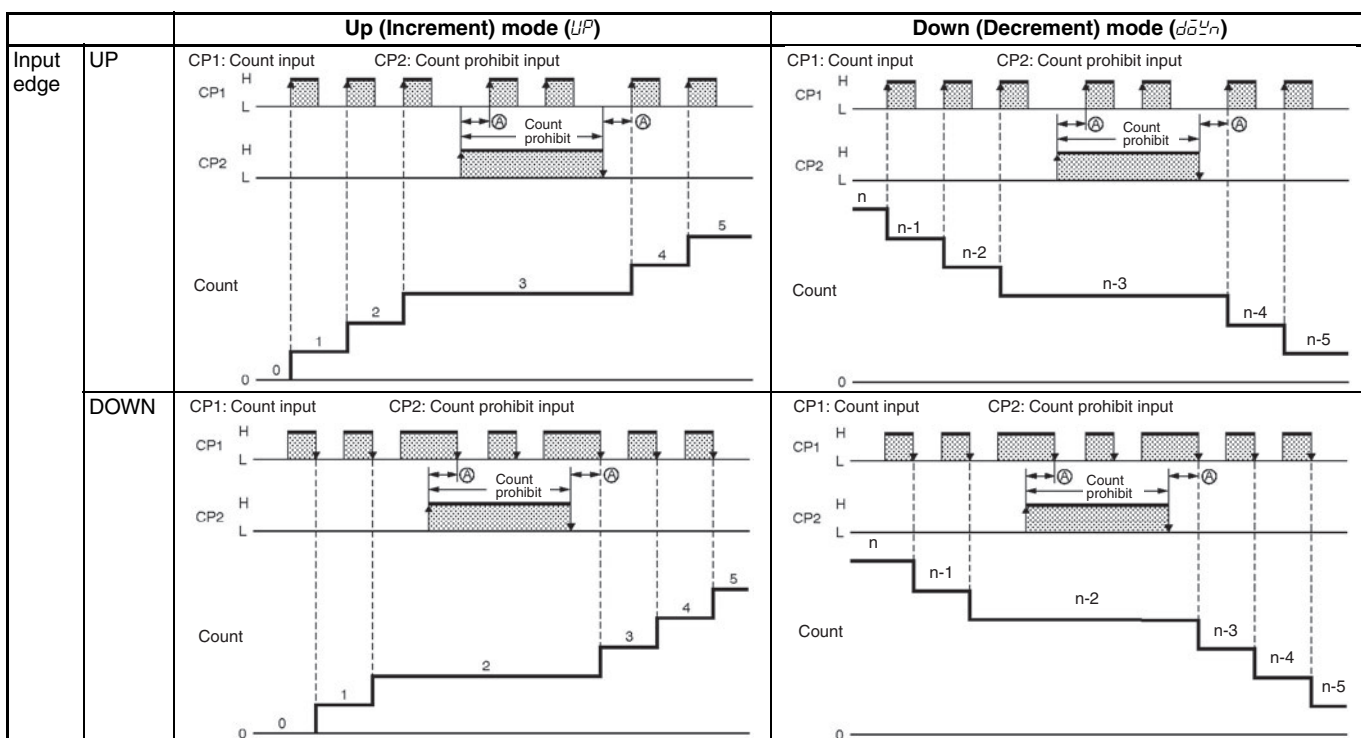 Up (Increment) mode (UP)
Down (Decrement) mode (doWn)
Input edge
UP
CP1: Count input CP2: Count prohibit input
CP1
H
L
A
Count prohibit
A
CP2
H
L
Count
0
0
1
2
3
4
5
CP1: Count input CP2: Count prohibit input
CP1
H
L
A
Count prohibit
A
CP2
H
L
Count
n
n-1
n-2
n-3
n-4
n-5
0
DOWN
CP1: Count input CP2: Count prohibit input
CP1
H
L
A
Count prohibit
A
CP2
H
L
Count
0
0
1
2
3
4
5
CP1: Count input CP2: Count prohibit input
CP1
H
L
A
Count prohibit
A
CP2
H
L
Count
n
n-1
n-2
n-3
n-4
n-5
0